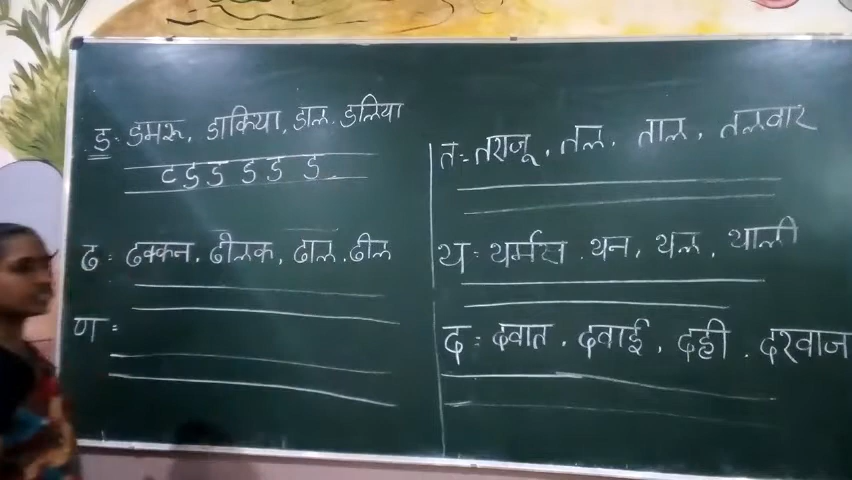 ड- डमरू, डाकिया, डाल. डलिया
ट ड ड ड ड ड
ढ = ढक्कन, ढोलक, ढाल, ढील
ण =
त = तराजू, तल, ताल, तलवार
थ = थर्मस, थन, थल, थाली
द = दवात, दवाई, दही, दरवाज